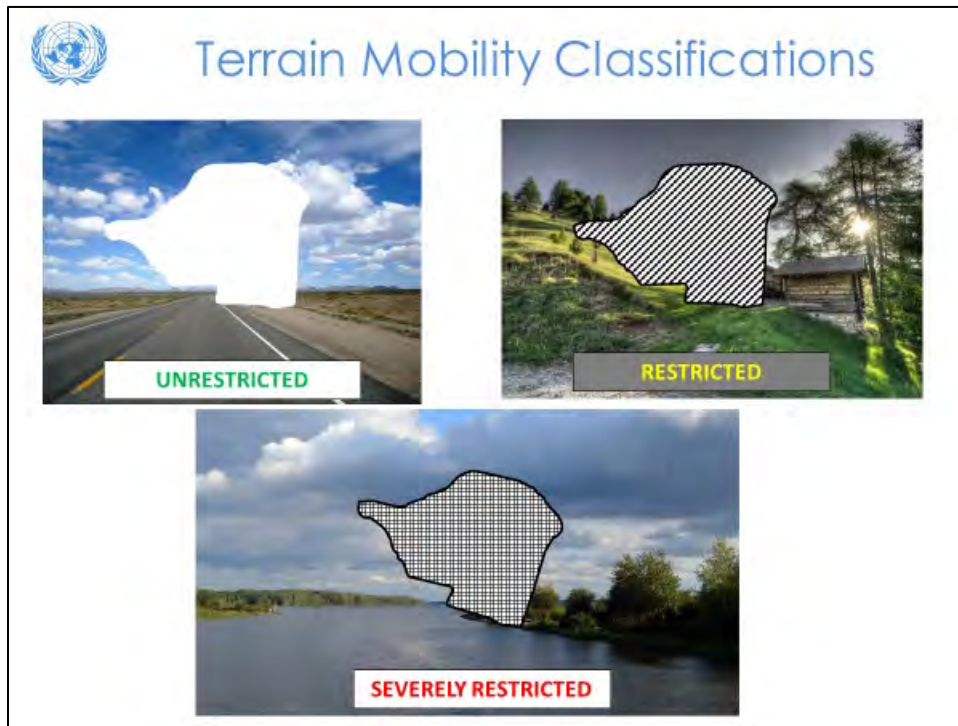 Terrain Mobility Classifications
UNRESTRICTED
RESTRICTED
SEVERELY RESTRICTED